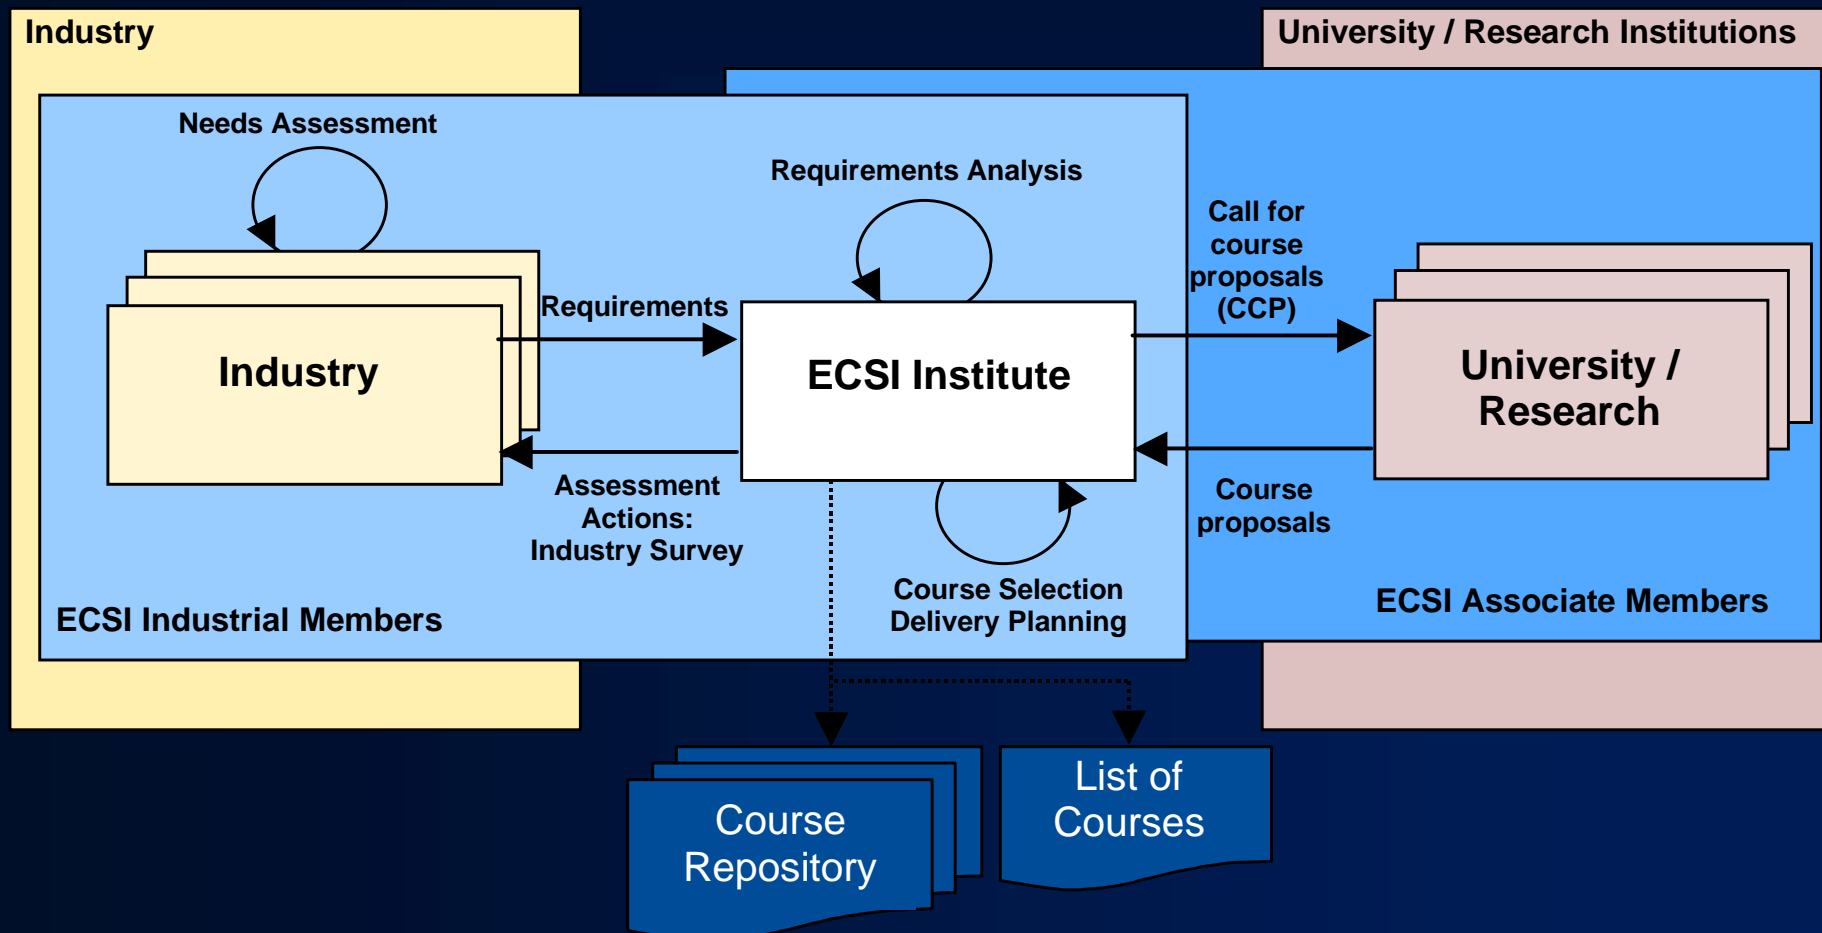 Industry
University / Research Institutions
Needs Assessment
Requirements Analysis
Call for
course
proposals
(CCP)
Requirements
Industry
ECSI Institute
University /
Research
Assessment
Actions:
Industry Survey
Course
proposals
Course Selection
Delivery Planning
ECSI Industrial Members
ECSI Associate Members
Course
Repository
List of
Courses